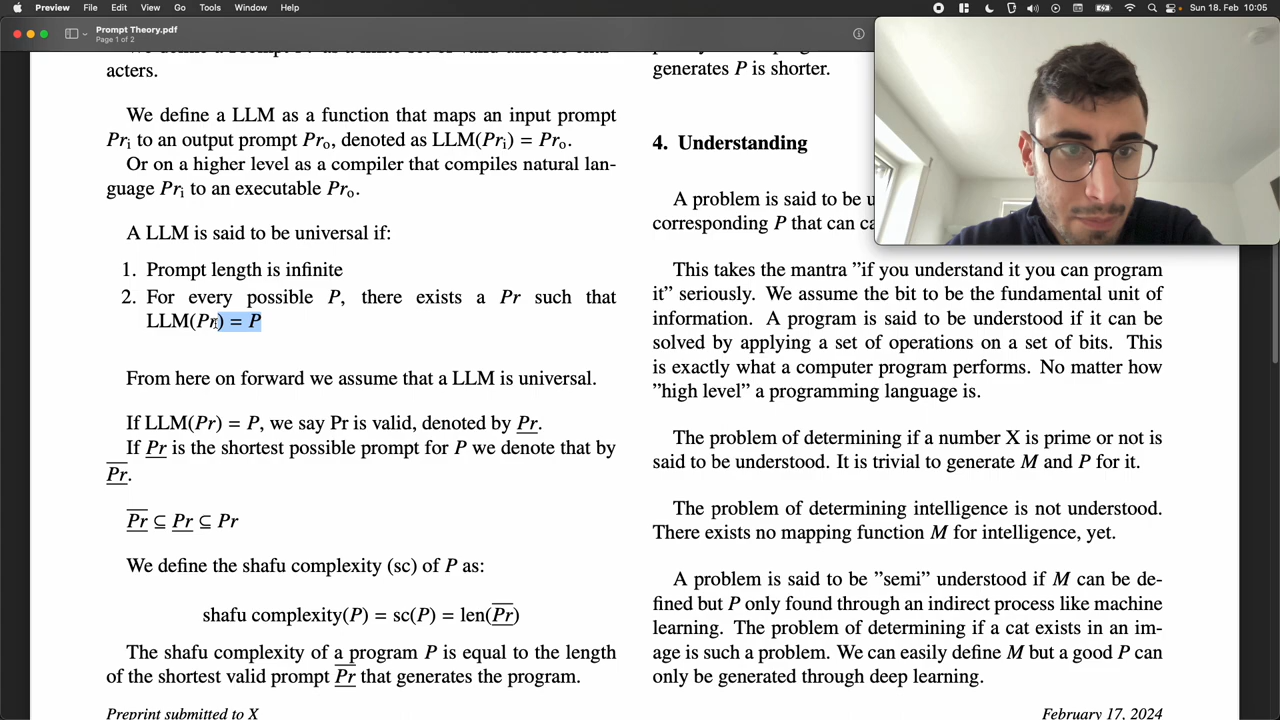 Preview File Edit View Go Tools Window Help
Sun 18. Feb 10:05
Prompt Theory.pdf
Page 1 of 2
acters.
We define a LLM as a function that maps an input prompt
Pri to an output prompt Pro, denoted as LLM(Pri) = Pro.
Or on a higher level as a compiler that compiles natural lan-
guage Pri to an executable Pro.
A LLM is said to be universal if:
1. Prompt length is infinite
2. For every possible P, there exists a Pr such that
LLM(Pr) = P
From here on forward we assume that a LLM is universal.
If LLM(Pr) = P, we say Pr is valid, denoted by Pr.
If Pr is the shortest possible prompt for P we denote that by
Pr.
Pr ⊆ Pr ⊆ Pr
We define the shafu complexity (sc) of P as:
shafu complexity(P) = sc(P) = len(Pr)
The shafu complexity of a program P is equal to the length
of the shortest valid prompt Pr that generates the program.
Preprint submitted to X
generates P is shorter.
4. Understanding
A problem is said to be
corresponding P that can
This takes the mantra ”if you understand it you can program
it” seriously. We assume the bit to be the fundamental unit of
information. A program is said to be understood if it can be
solved by applying a set of operations on a set of bits. This
is exactly what a computer program performs. No matter how
”high level” a programming language is.
The problem of determining if a number X is prime or not is
said to be understood. It is trivial to generate M and P for it.
The problem of determining intelligence is not understood.
There exists no mapping function M for intelligence, yet.
A problem is said to be ”semi” understood if M can be de-
fined but P only found through an indirect process like machine
learning. The problem of determining if a cat exists in an im-
age is such a problem. We can easily define M but a good P can
only be generated through deep learning.
February 17, 2024